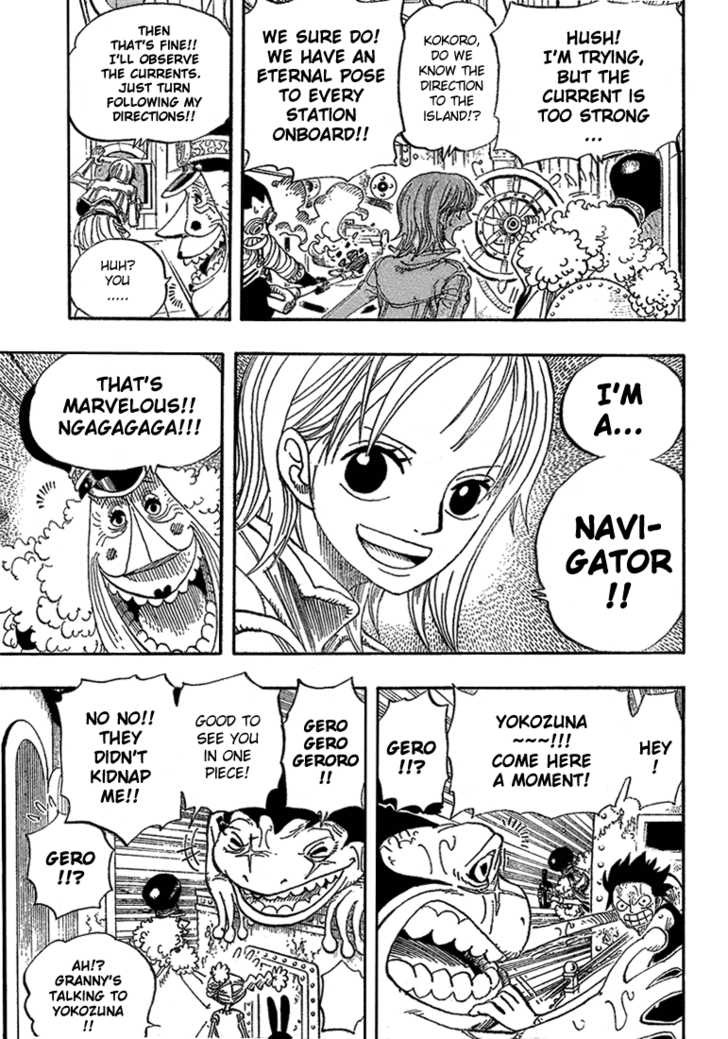 HUSH!
I'M TRYING,
BUT THE
CURRENT IS
TOO STRONG
...
KOKORO,
DO WE
KNOW THE
DIRECTION
TO THE
ISLAND!?
WE SURE DO!
WE HAVE AN
ETERNAL POSE
TO EVERY
STATION
ONBOARD!!
THEN
THAT'S FINE!!
I'LL OBSERVE
THE CURRENTS.
JUST TURN
FOLLOWING MY
DIRECTIONS!!
HUH?
YOU
.....
I'M
A...
NAVI-
GATOR
!!
THAT'S
MARVELOUS!!
NGAGAGAGA!!!
HEY
!
YOKOZUNA
~~~!!!
COME HERE
A MOMENT!
GERO
!!?
GERO
GERO
GERORO
!!
GOOD TO
SEE YOU
IN ONE
PIECE!
NO NO!!
THEY
DIDN'T
KIDNAP
ME!!
GERO
!!?
AH!?
GRANNY'S
TALKING TO
YOKOZUNA
!!